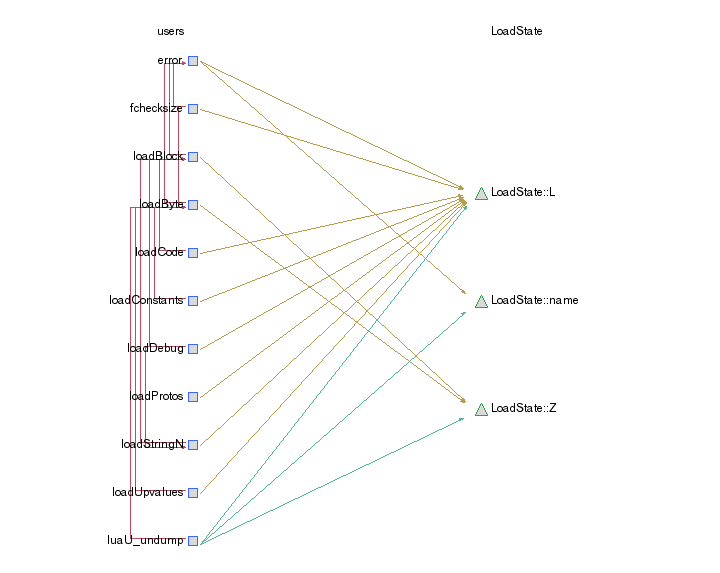 users
LoadState
error
fchecksize
loadBlock
loadByte
LoadState::L
loadCode
loadConstants
LoadState::name
loadDebug
loadProtos
LoadState::Z
loadStringN
loadUpvalues
luaU_undump